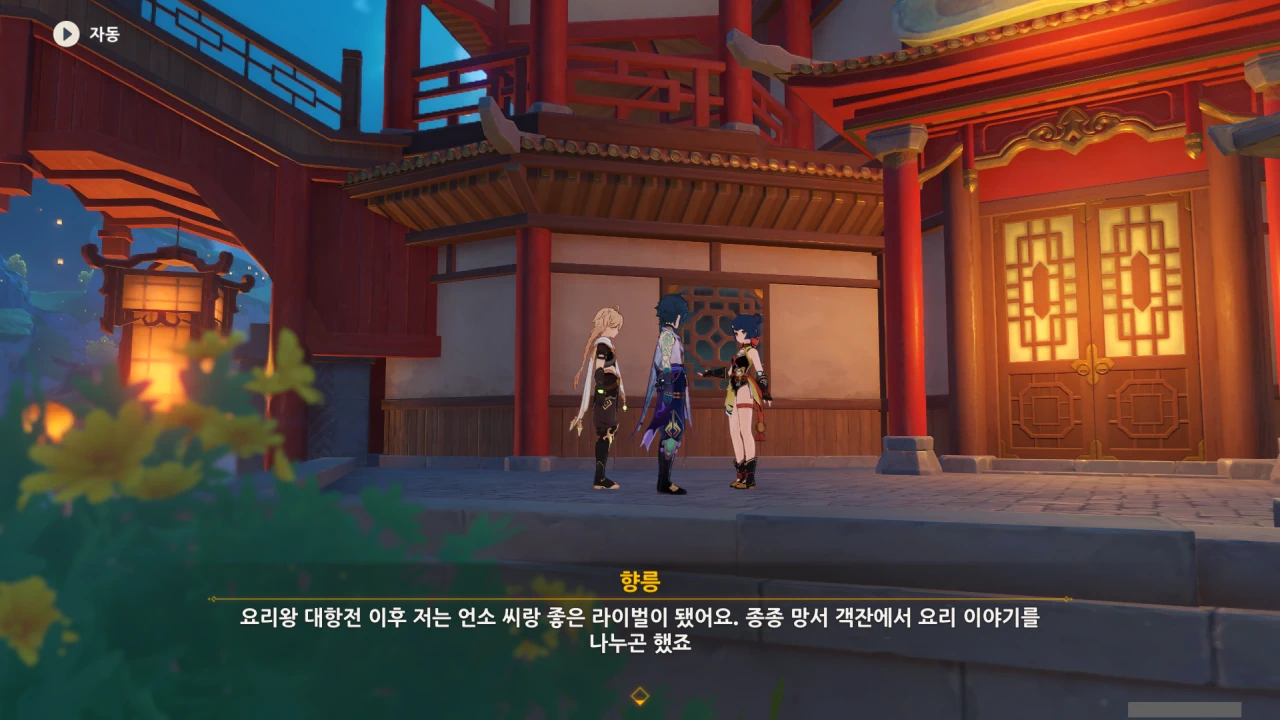 자동
향릉
요리왕 대항전 이후 저는 언소 씨랑 좋은 라이벌이 됐어요. 종종 망서 객잔에서 요리 이야기를
나누곤 했죠